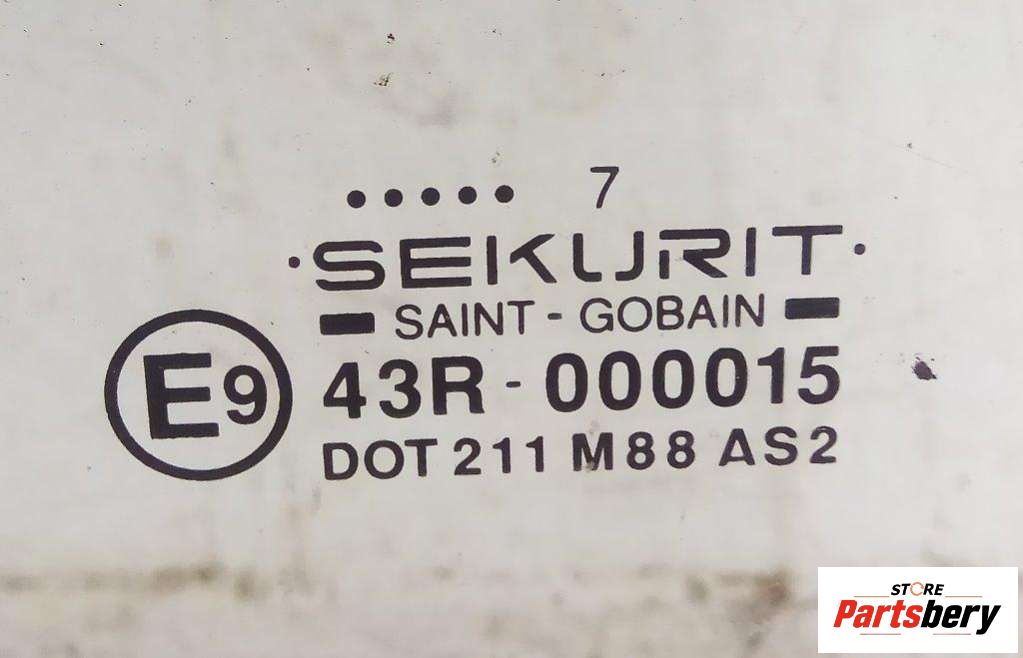 ..... 7
·SEKURIT·
SAINT - GOBAIN
E9
43R - 000015
DOT 211 M88 AS2
STORE
Partsbery